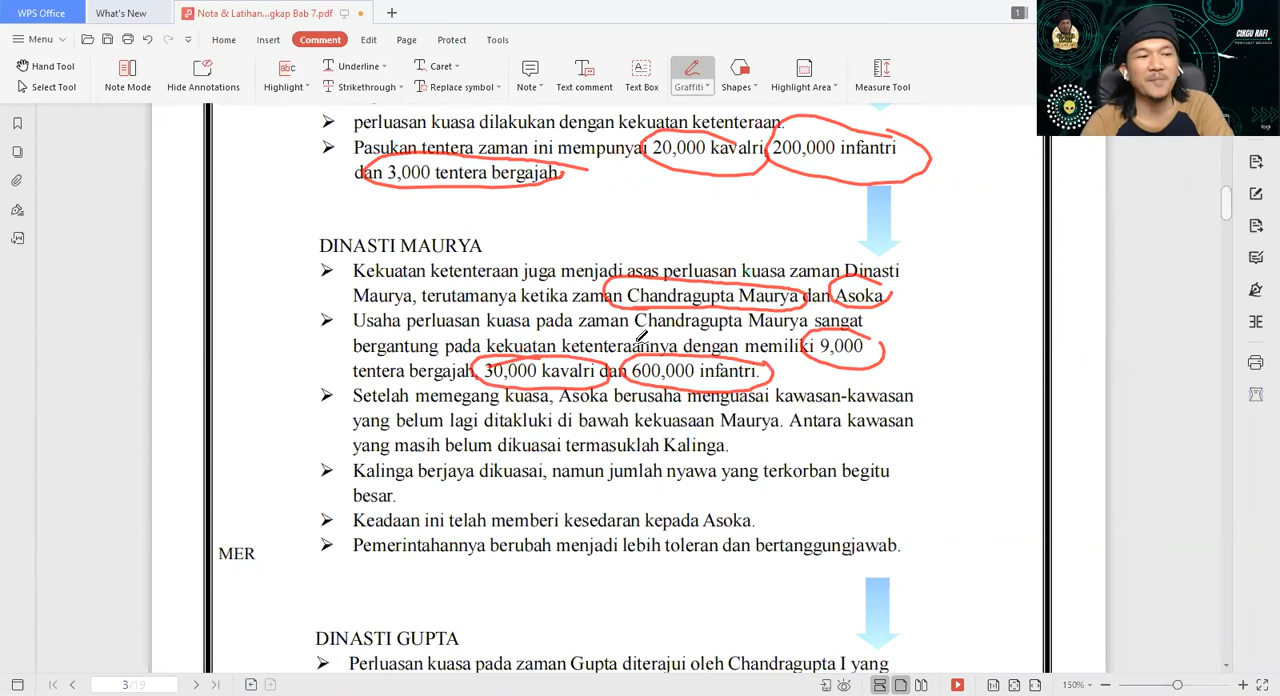 WPS Office
What's New
Nota & Latihan...gkap Bab 7.pdf
1
Menu
Home
Insert
Comment
Edit
Page
Protect
Tools
Hand Tool
Select Tool
Note Mode
Hide Annotations
Highlight
Underline
Strikethrough
Caret
Replace symbol
Note
Text comment
Text Box
Graffiti
Shapes
Highlight Area
Measure Tool
CIKGU RAFI
perluasan kuasa dilakukan dengan kekuatan ketenteraan.
Pasukan tentera zaman ini mempunyai 20,000 kavalri, 200,000 infantri
dan 3,000 tentera bergajah.
DINASTI MAURYA
Kekuatan ketenteraan juga menjadi asas perluasan kuasa zaman Dinasti
Maurya, terutamanya ketika zaman Chandragupta Maurya dan Asoka.
Usaha perluasan kuasa pada zaman Chandragupta Maurya sangat
bergantung pada kekuatan ketenteraannya dengan memiliki 9,000
tentera bergajah, 30,000 kavalri dan 600,000 infantri.
Setelah memegang kuasa, Asoka berusaha menguasai kawasan-kawasan
yang belum lagi ditakluki di bawah kekuasaan Maurya. Antara kawasan
yang masih belum dikuasai termasuklah Kalinga.
Kalinga berjaya dikuasai, namun jumlah nyawa yang terkorban begitu
besar.
Keadaan ini telah memberi kesedaran kepada Asoka.
Pemerintahannya berubah menjadi lebih toleran dan bertanggungjawab.
MER
DINASTI GUPTA
Perluasan kuasa pada zaman Gupta diterajui oleh Chandragupta I yang
3/19
150%